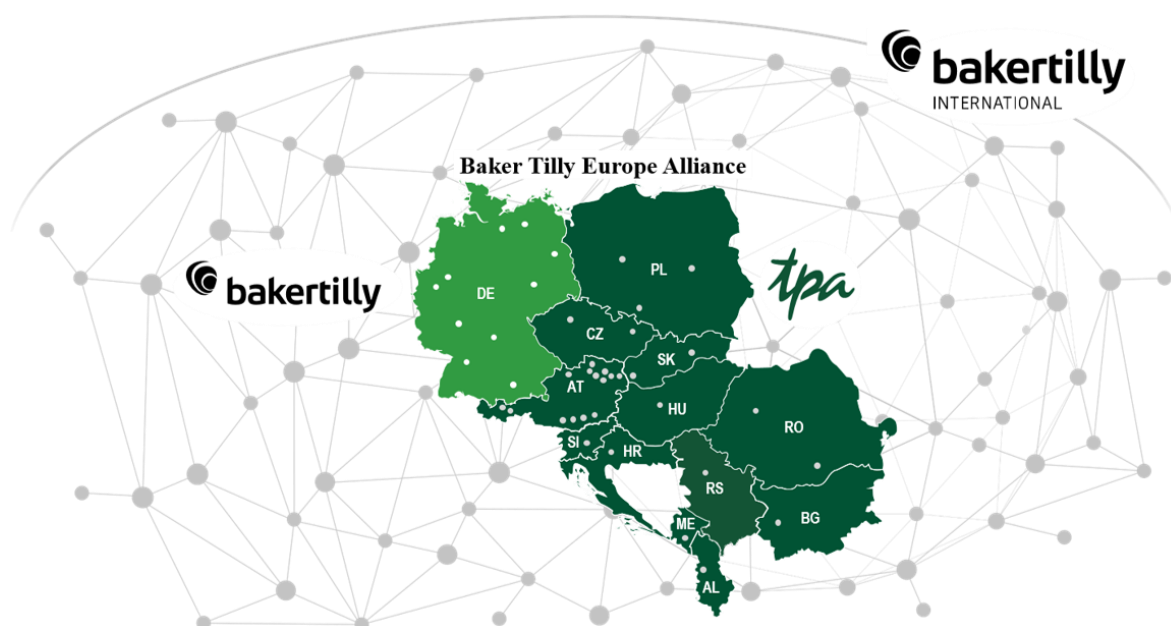 bakertilly
INTERNATIONAL
Baker Tilly Europe Alliance
bakertilly
tpa
DE
PL
CZ
SK
AT
HU
RO
SI
HR
RS
BG
ME
AL